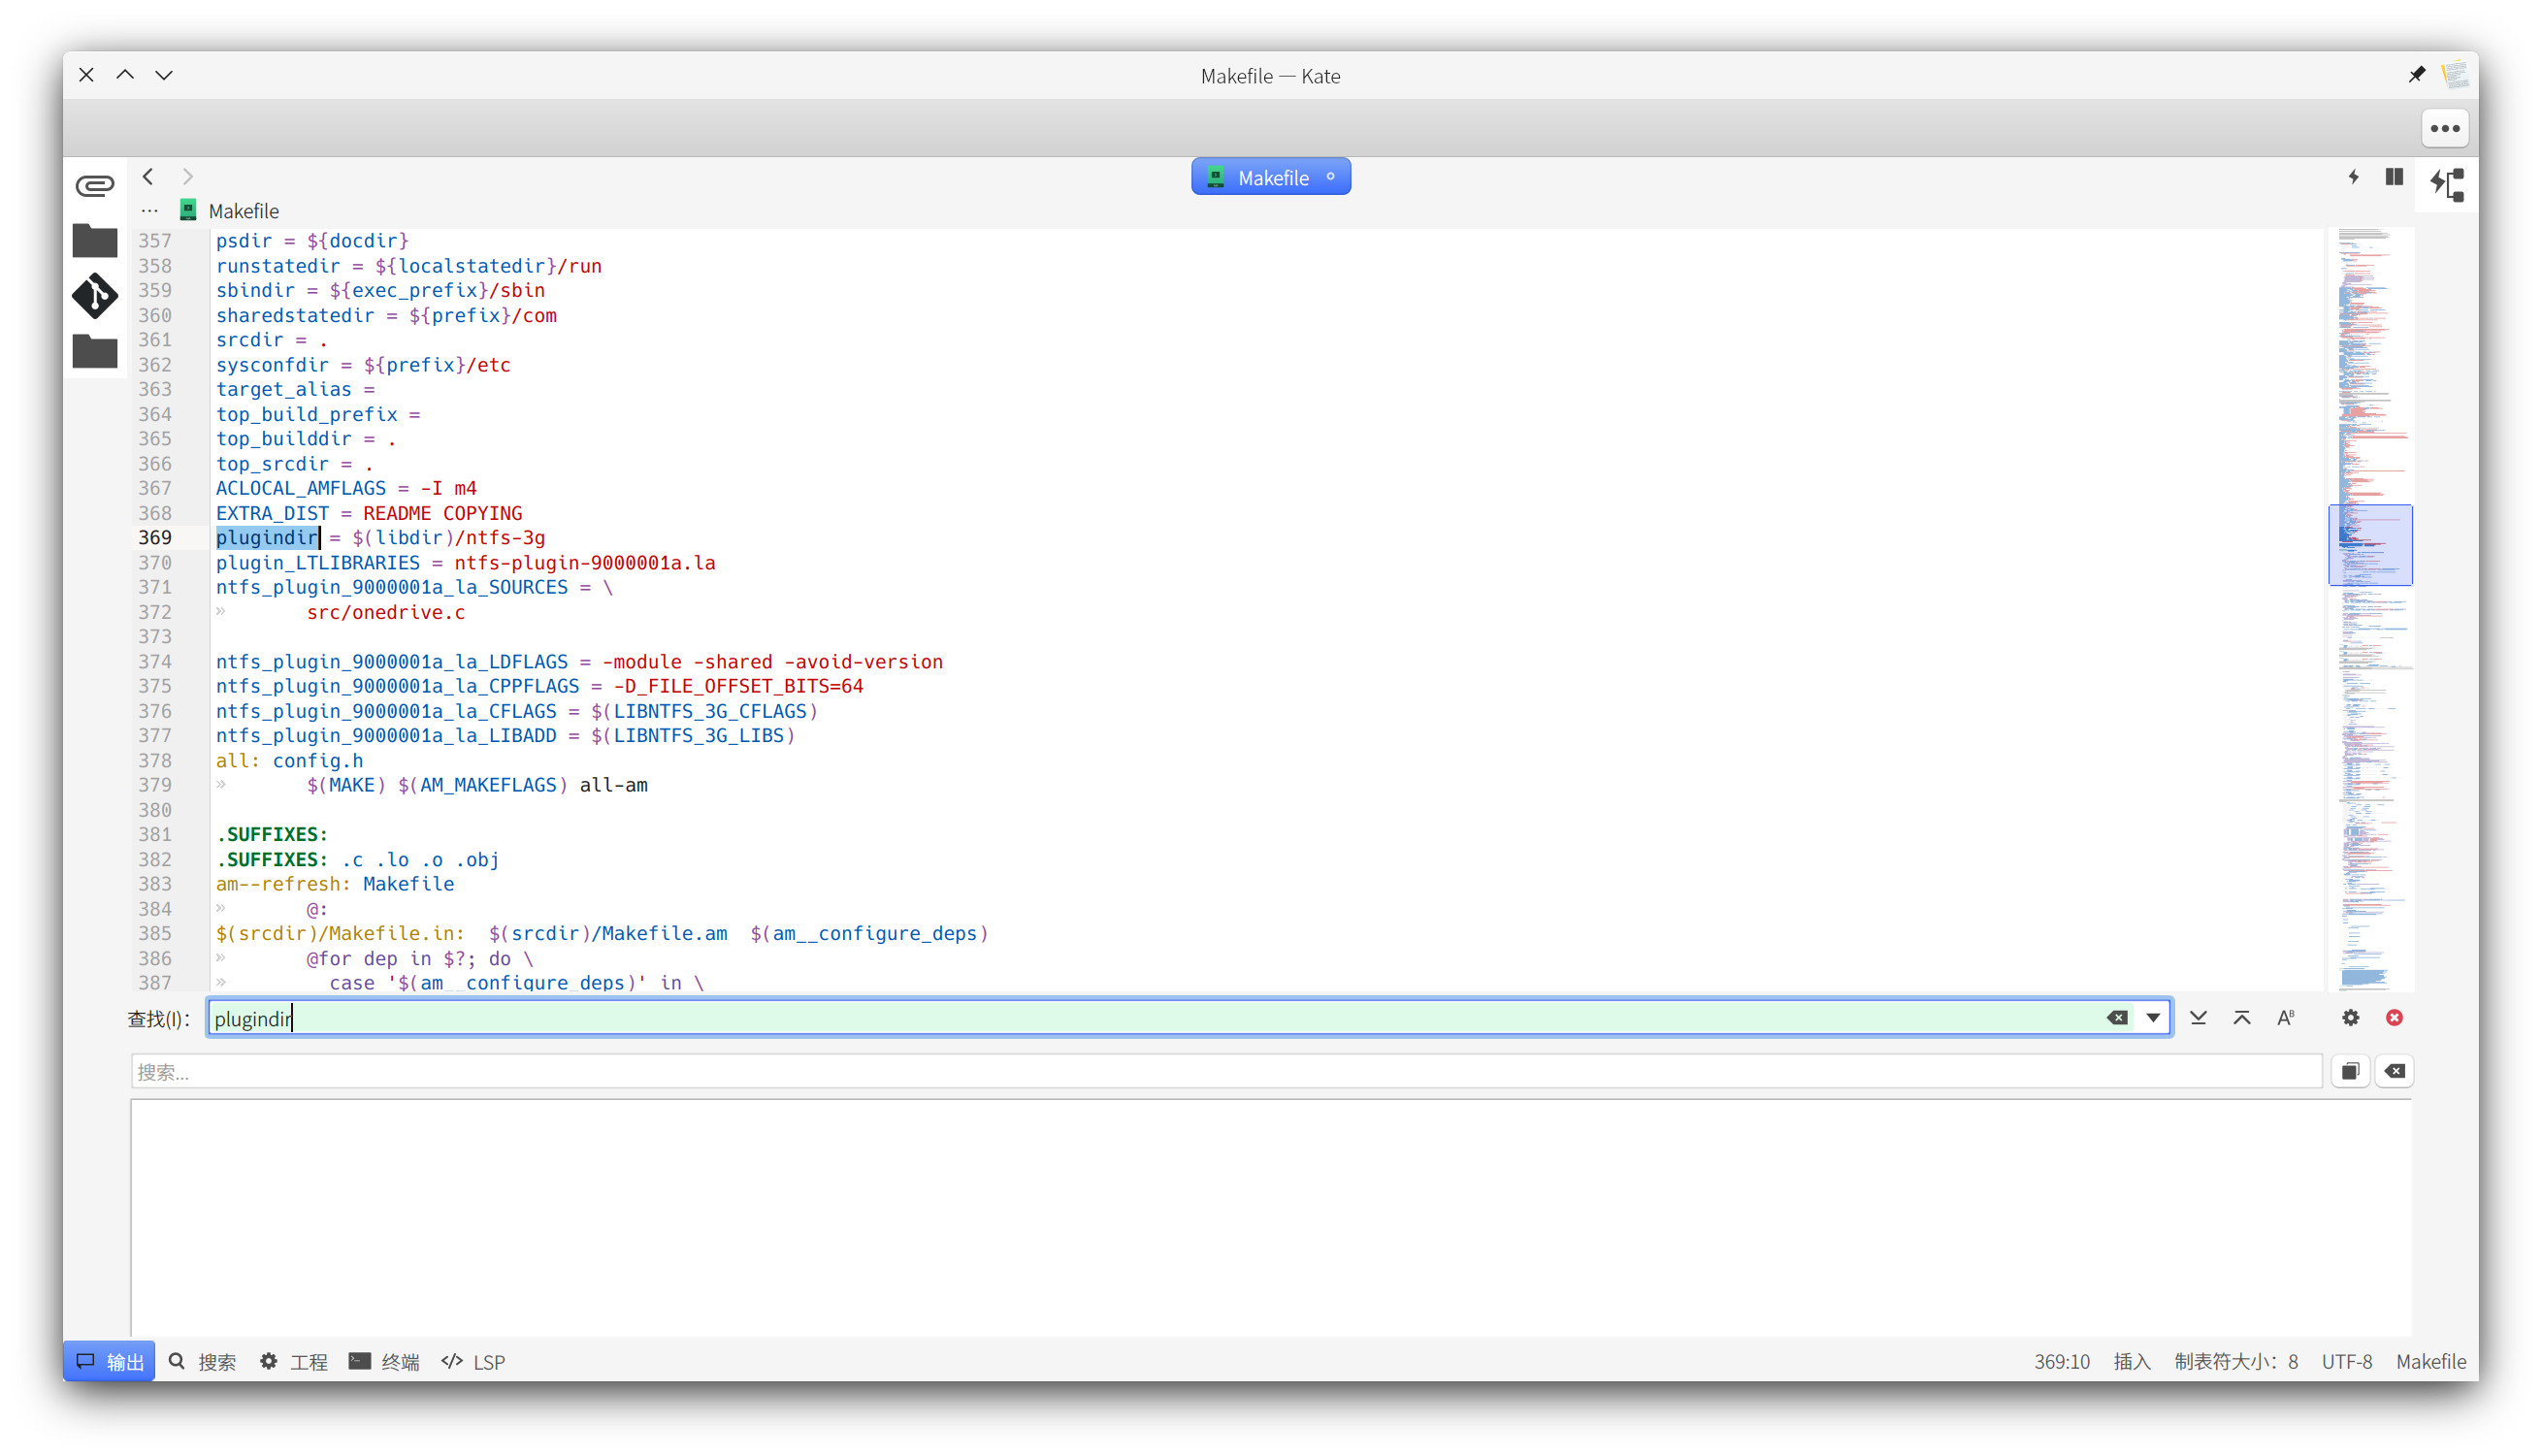 Makefile — Kate
Makefile
Makefile
357 psdir = ${docdir}
358 runstatedir = ${localstatedir}/run
359 sbindir = ${exec_prefix}/sbin
360 sharedstatedir = ${prefix}/com
361 srcdir = .
362 sysconfdir = ${prefix}/etc
363 target_alias =
364 top_build_prefix =
365 top_builddir = .
366 top_srcdir = .
367 ACLOCAL_AMFLAGS = -I m4
368 EXTRA_DIST = README COPYING
369 plugindir = $(libdir)/ntfs-3g
370 plugin_LTLIBRARIES = ntfs-plugin-9000001a.la
371 ntfs_plugin_9000001a_la_SOURCES = \
372 » src/onedrive.c
373
374 ntfs_plugin_9000001a_la_LDFLAGS = -module -shared -avoid-version
375 ntfs_plugin_9000001a_la_CPPFLAGS = -D_FILE_OFFSET_BITS=64
376 ntfs_plugin_9000001a_la_CFLAGS = $(LIBNTFS_3G_CFLAGS)
377 ntfs_plugin_9000001a_la_LIBADD = $(LIBNTFS_3G_LIBS)
378 all: config.h
379 » $(MAKE) $(AM_MAKEFLAGS) all-am
380
381 .SUFFIXES:
382 .SUFFIXES: .c .lo .o .obj
383 am--refresh: Makefile
384 » @:
385 $(srcdir)/Makefile.in:  $(srcdir)/Makefile.am  $(am__configure_deps)
386 » @for dep in $?; do \
387 » case '$(am__configure_deps)' in \
查找(I)： plugindir
搜索...
输出 搜索 工程 终端 LSP 369:10 插入 制表符大小：8 UTF-8 Makefile